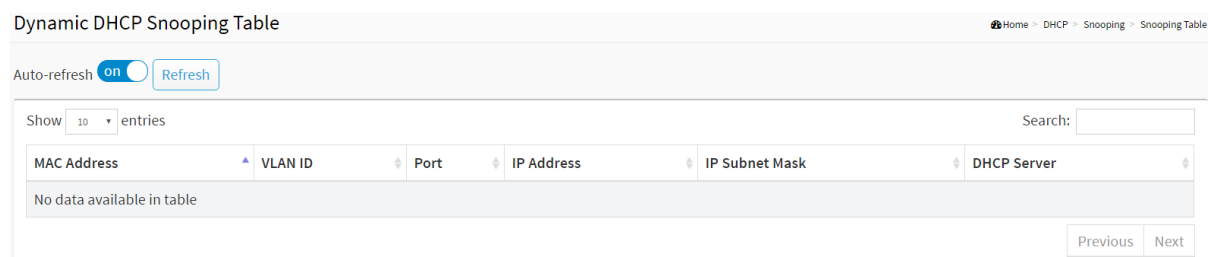 Dynamic DHCP Snooping Table
Home > DHCP > Snooping > Snooping Table
Auto-refresh on Refresh
Show 10 entries
Search:
MAC Address VLAN ID Port IP Address IP Subnet Mask DHCP Server
No data available in table
Previous Next